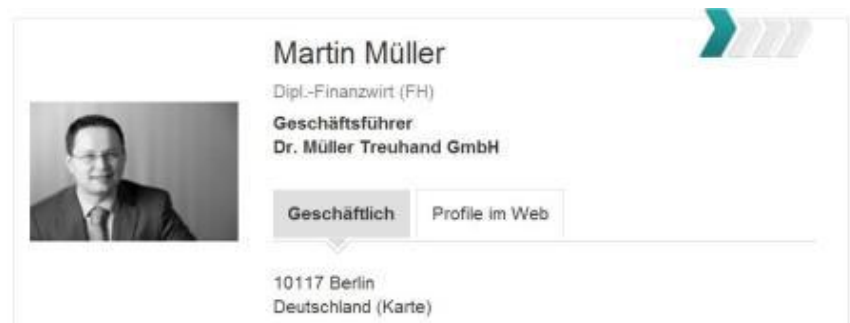 Martin Müller
Dipl.-Finanzwirt (FH)
Geschäftsführer
Dr. Müller Treuhand GmbH
Geschäftlich Profile im Web
10117 Berlin
Deutschland (Karte)